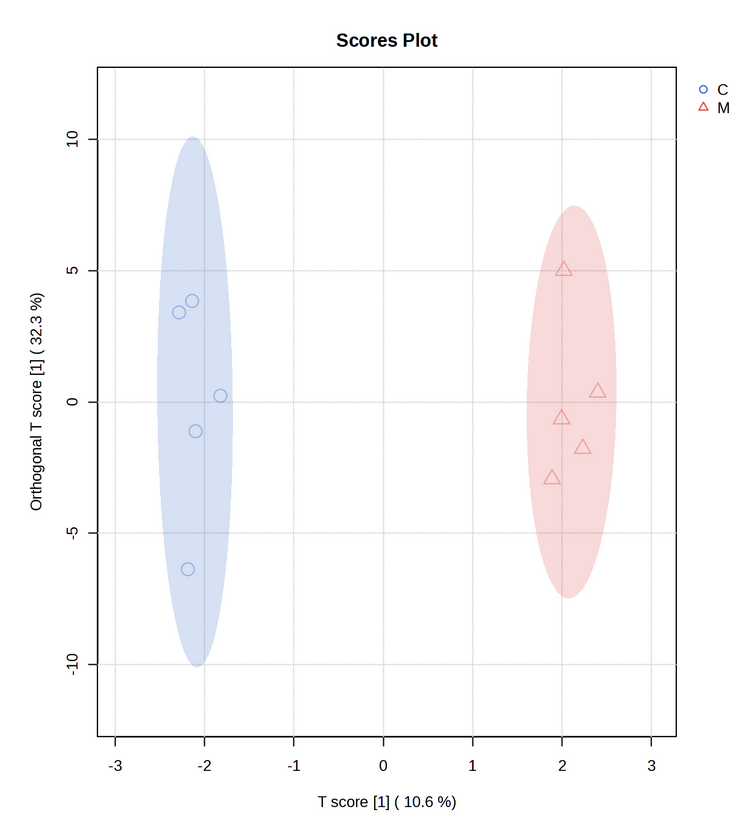 Scores Plot
C
M
10
5
0
-5
-10
Orthogonal T score [1] ( 32.3 %)
-3 -2 -1 0 1 2 3
T score [1] ( 10.6 %)